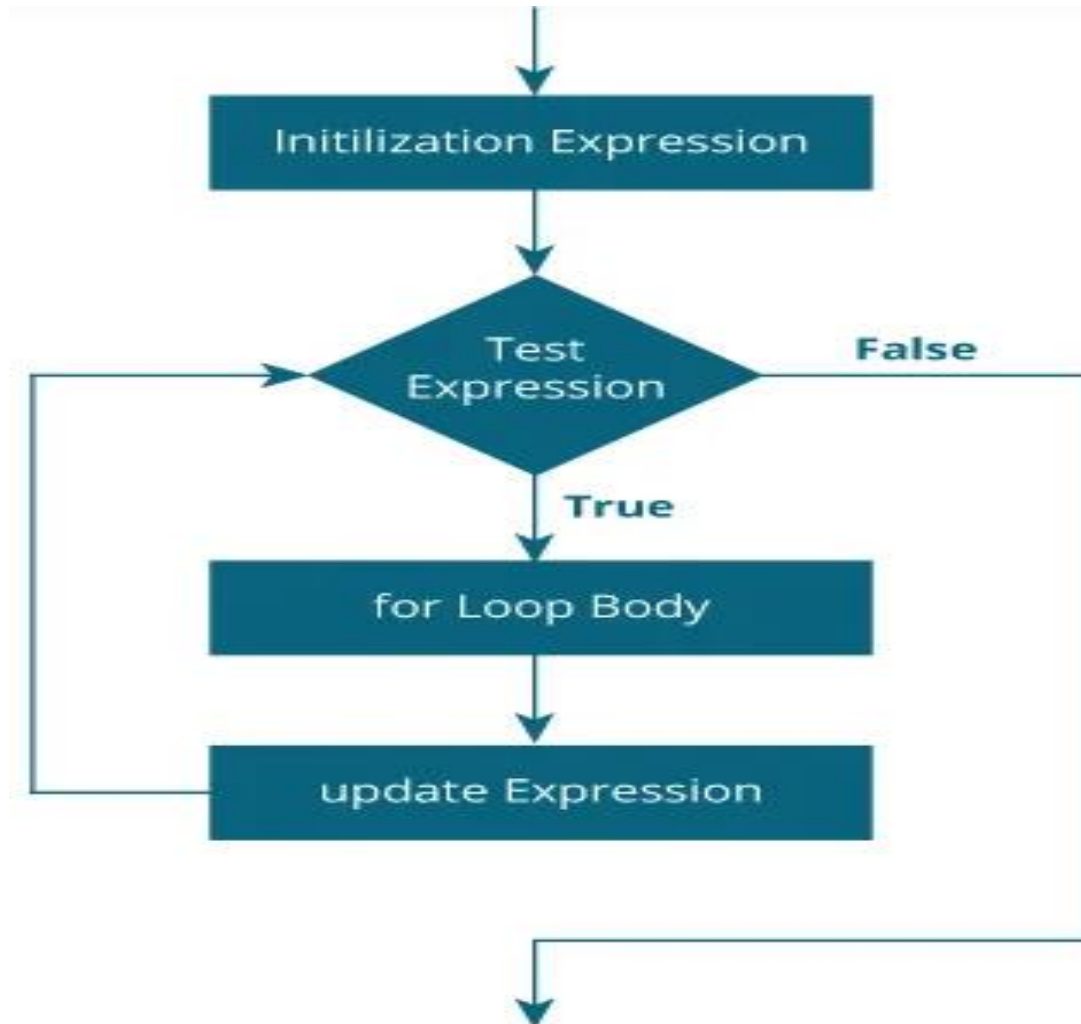 Initilization Expression
Test
Expression
False
True
for Loop Body
update Expression